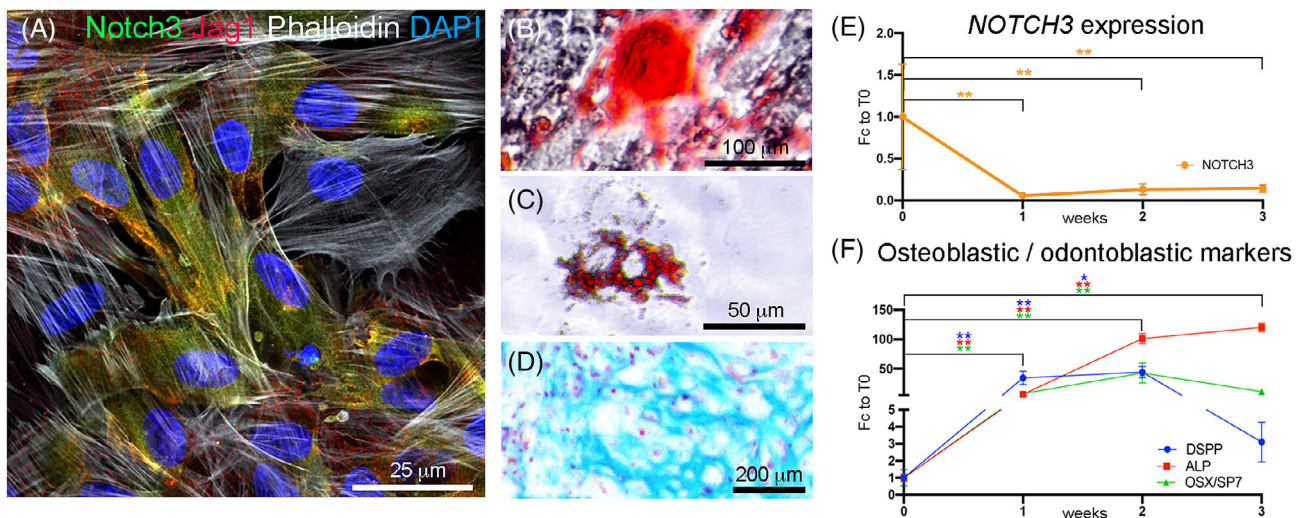 (A) Notch3 Jag1 Phalloidin DAPI
25 μm
(B)
100 μm
(C)
50 μm
(D)
200 μm
(E) NOTCH3 expression
2.0
1.5
1.0
0.5
0.0
Fc to T0
**
**
**
NOTCH3
0 1 2 3
weeks
(F) Osteoblastic / odontoblastic markers
*
**
**
**
**
**
**
**
**
150
100
50
5
4
3
2
1
0
Fc to T0
DSPP
ALP
OSX/SP7
0 1 2 3
weeks